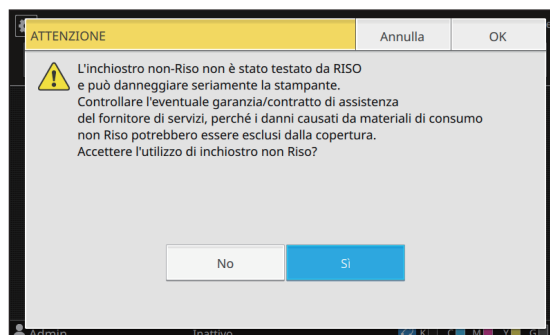 ATTENZIONE
Annulla
OK
L'inchiostro non-Riso non è stato testato da RISO
e può danneggiare seriamente la stampante.
Controllare l'eventuale garanzia/contratto di assistenza
del fornitore di servizi, perché i danni causati da materiali di consumo
non Riso potrebbero essere esclusi dalla copertura.
Accettere l'utilizzo di inchiostro non Riso?
No
Sì
Admin
Inattivo
K C M Y G